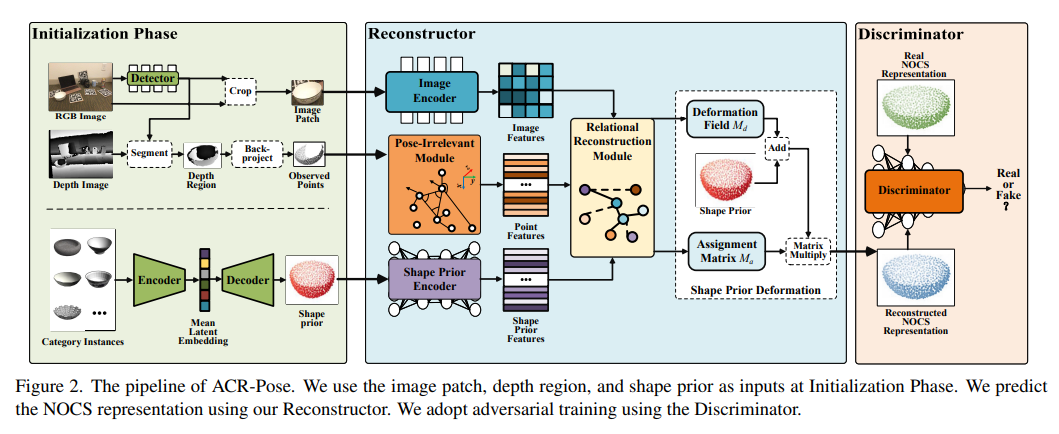 Initialization Phase
Detector
RGB Image
Crop
Image
Patch
Depth Image
Segment
Depth
Region
Back-
project
Observed
Points
Category Instances
Encoder
Mean
Latent
Embedding
Decoder
Shape
prior
Reconstructor
Image
Encoder
Image
Features
Pose-Irrelevant
Module
y
Point
Features
Shape Prior
Encoder
Shape
Prior
Features
Relational
Reconstruction
Module
Deformation
Field M_d
Add
Shape Prior
Assignment
Matrix M_a
Matrix
Multiply
Shape Prior Deformation
Discriminator
Real
NOCS
Representation
Discriminator
Real
or
Fake
?
Reconstructed
NOCS
Representation
Figure 2. The pipeline of ACR-Pose. We use the image patch, depth region, and shape prior as inputs at Initialization Phase. We predict
the NOCS representation using our Reconstructor. We adopt adversarial training using the Discriminator.